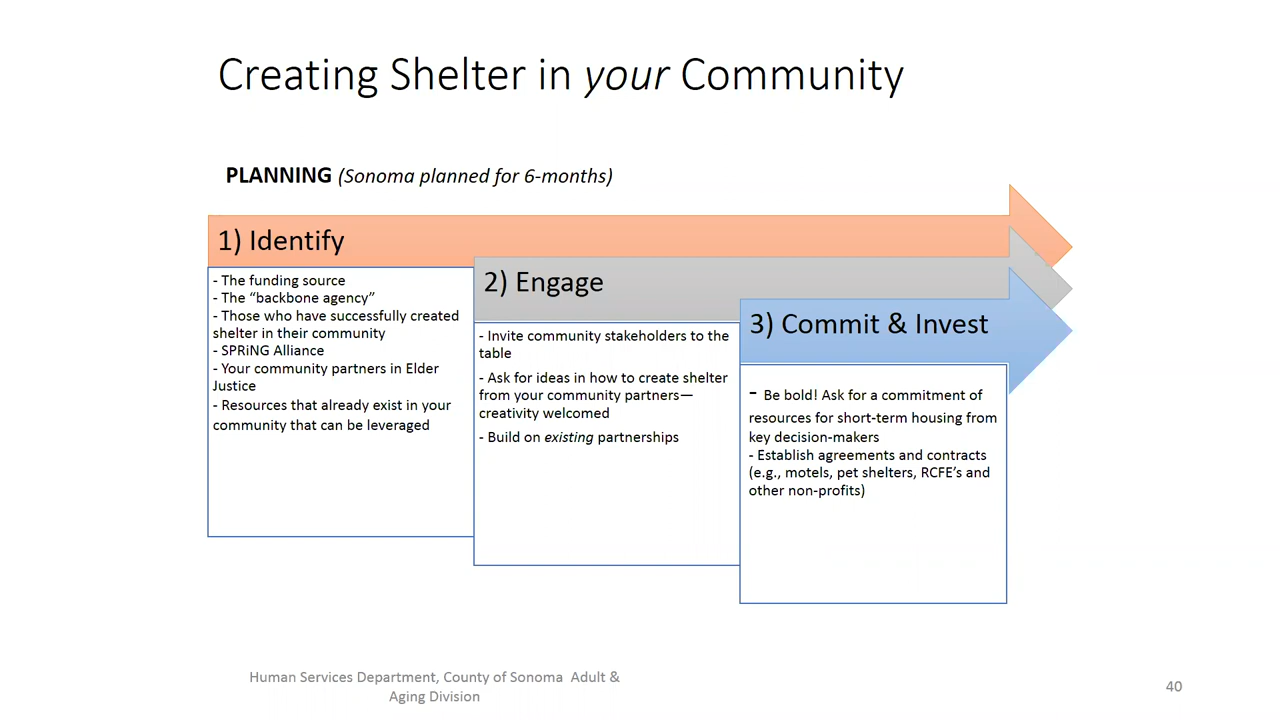 Creating Shelter in your Community
PLANNING (Sonoma planned for 6-months)
1) Identify
- The funding source
- The “backbone agency”
- Those who have successfully created
shelter in their community
- SPRiNG Alliance
- Your community partners in Elder
Justice
- Resources that already exist in your
community that can be leveraged
2) Engage
- Invite community stakeholders to the
table
- Ask for ideas in how to create shelter
from your community partners—
creativity welcomed
- Build on existing partnerships
3) Commit & Invest
- Be bold! Ask for a commitment of
resources for short-term housing from
key decision-makers
- Establish agreements and contracts
(e.g., motels, pet shelters, RCFE’s and
other non-profits)
Human Services Department, County of Sonoma Adult &
Aging Division
40